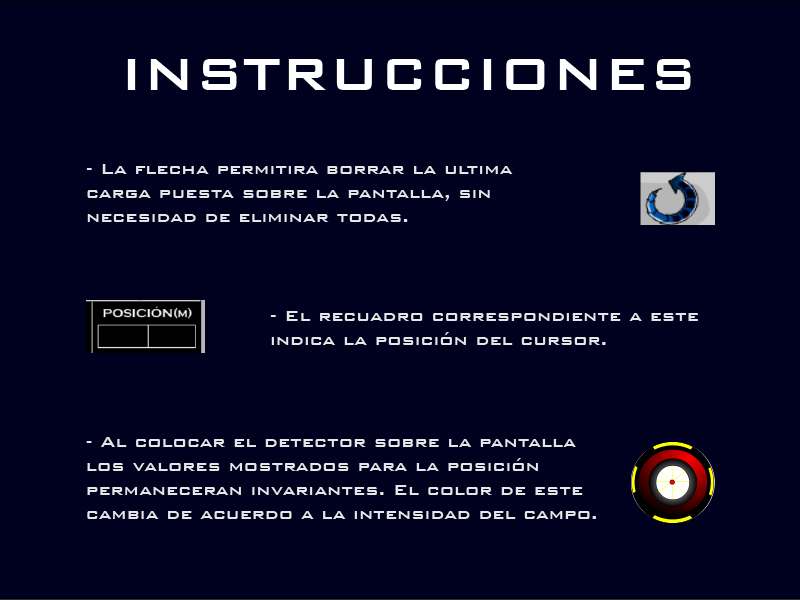 INSTRUCCIONES
- La flecha permitira borrar la ultima
carga puesta sobre la pantalla, sin
necesidad de eliminar todas.
POSICIÓN(M)
- El recuadro correspondiente a este
indica la posición del cursor.
- Al colocar el detector sobre la pantalla
los valores mostrados para la posición
permaneceran invariantes. El color de este
cambia de acuerdo a la intensidad del campo.